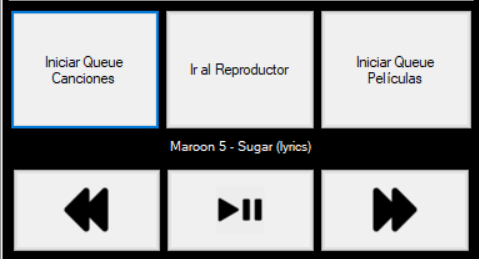 Iniciar Queue
Canciones
Ir al Reproductor
Iniciar Queue
Películas
Maroon 5 - Sugar (lyrics)